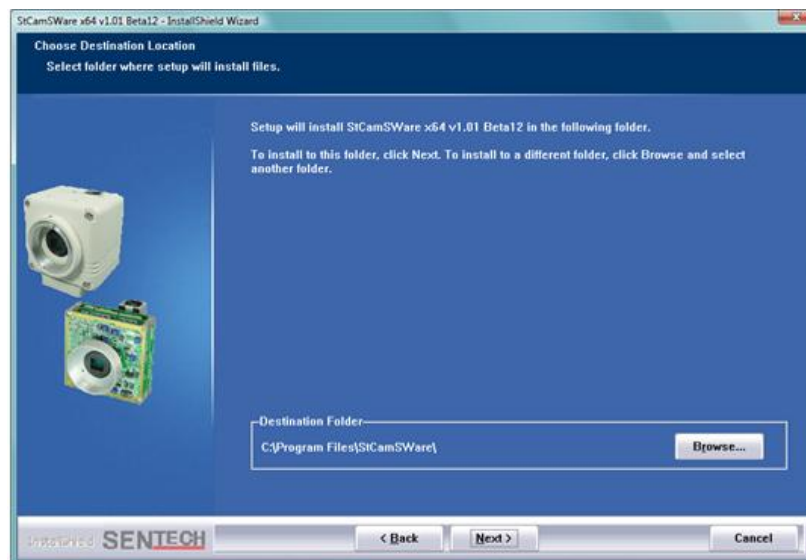 StCamSWare x64 v1.01 Beta12 - InstallShield Wizard
Choose Destination Location
Select folder where setup will install files.
Setup will install StCamSWare x64 v1.01 Beta12 in the following folder.
To install to this folder, click Next. To install to a different folder, click Browse and select
another folder.
Destination Folder
C:\Program Files\StCamSWare\
Browse...
InstallShield
SENTECH
< Back
Next >
Cancel